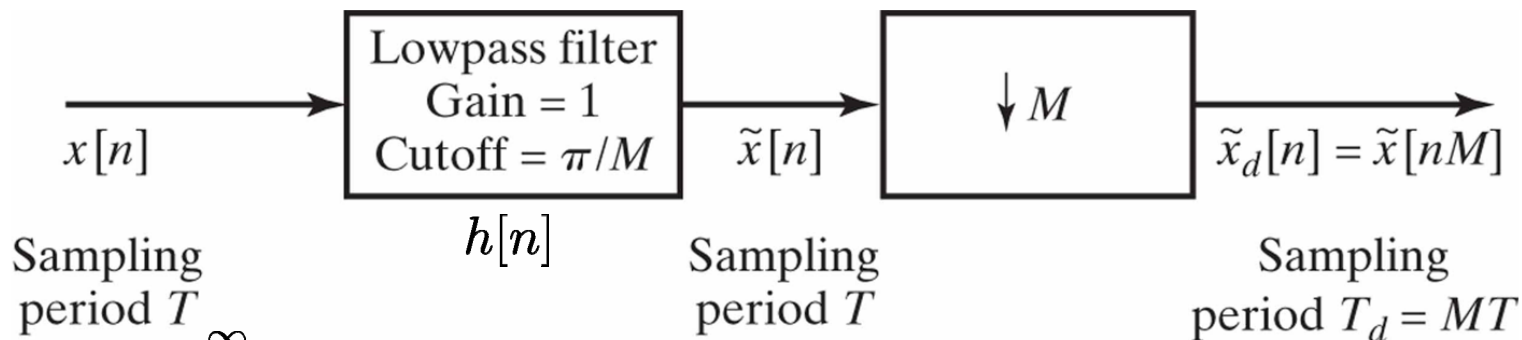 Lowpass filter
Gain = 1
Cutoff = π/M
↓ M
x[n]
x̃[n]
x̃_d[n] = x̃[nM]
h[n]
Sampling
period T
Sampling
period T
Sampling
period T_d = MT
∞